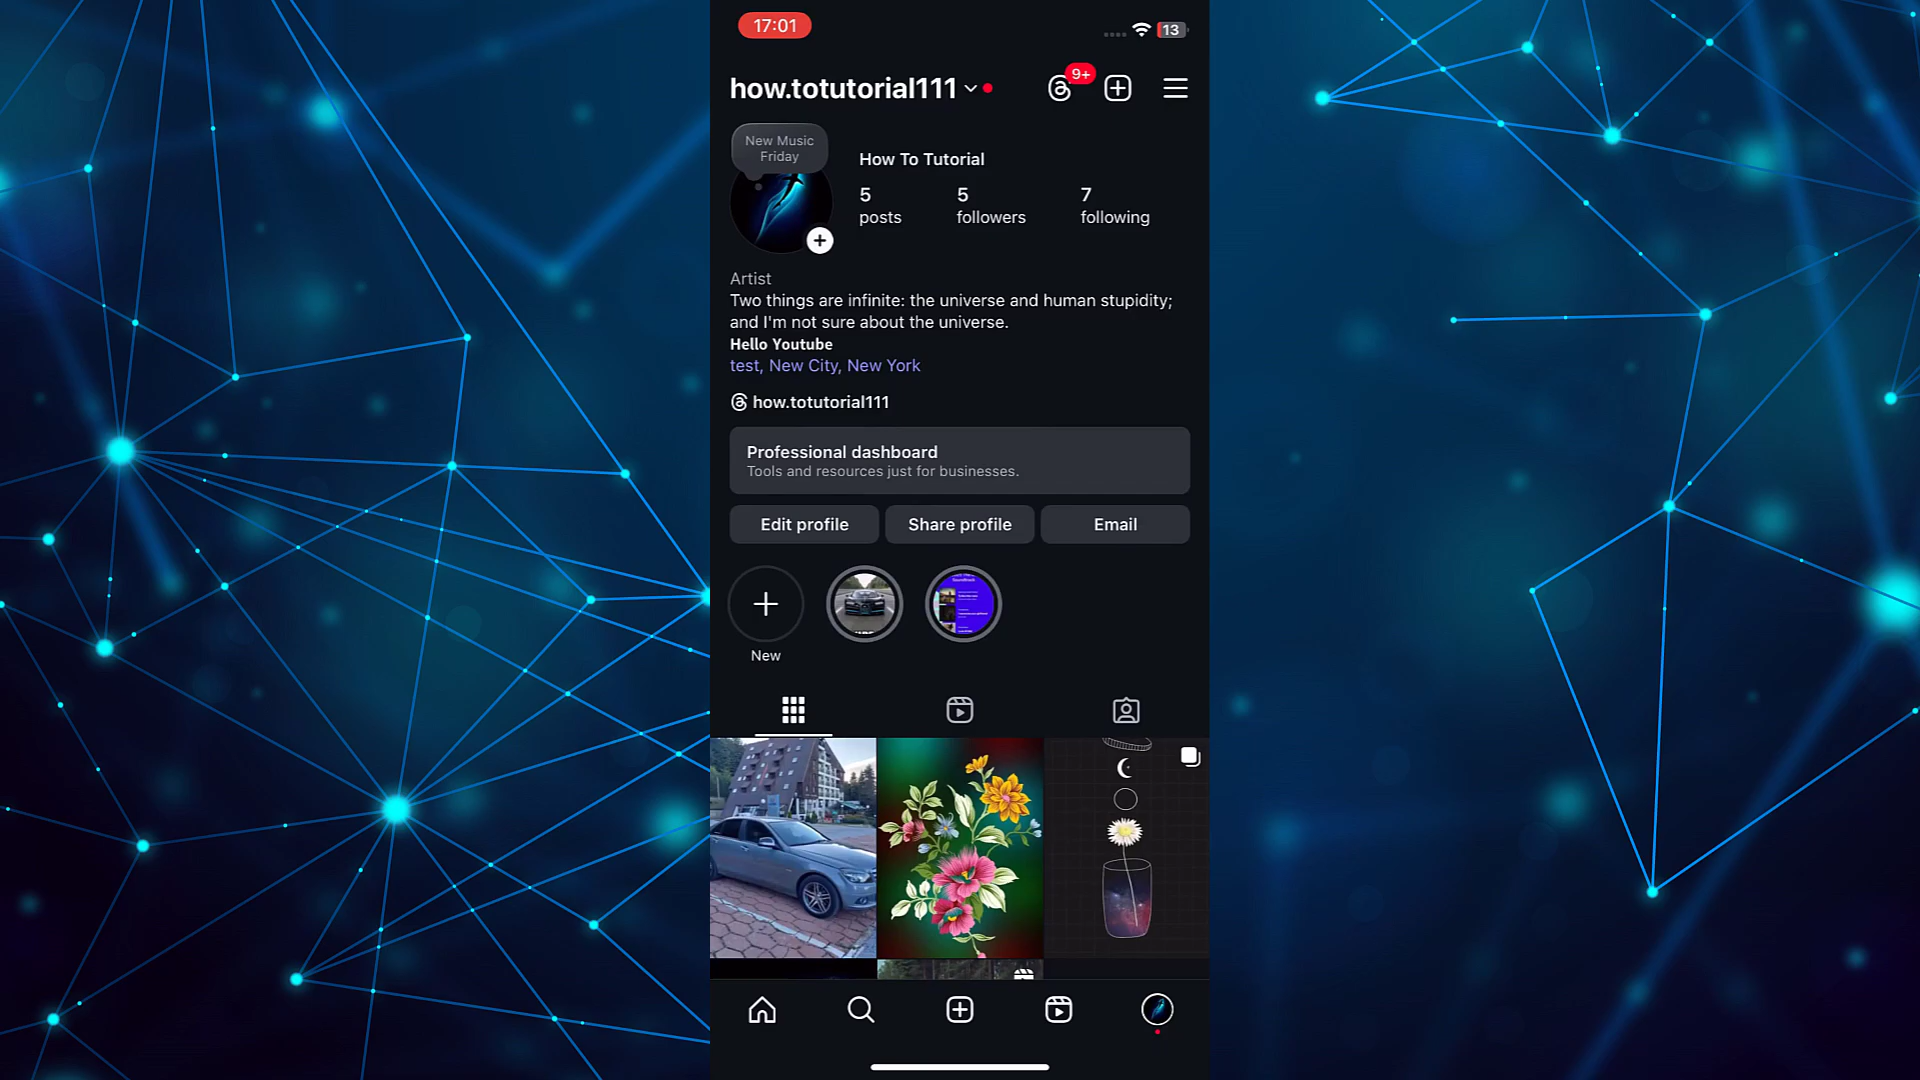 17:01
13
how.totutorial111
9+
New Music
Friday
How To Tutorial
5 5 7
posts followers following
Artist
Two things are infinite: the universe and human stupidity;
and I'm not sure about the universe.
Hello Youtube
test, New City, New York
how.totutorial111
Professional dashboard
Tools and resources just for businesses.
Edit profile Share profile Email
New